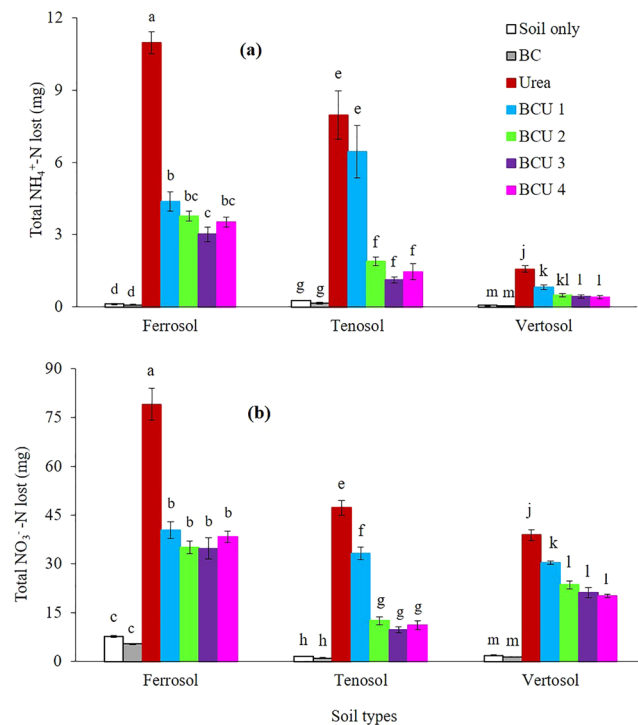 12
9
6
3
0
Total NH₄⁺-N lost (mg)
(a)
Soil only
BC
Urea
BCU 1
BCU 2
BCU 3
BCU 4
d d a b bc c bc
g g e e f f f
m m j k kl l l
Ferrosol Tenosol Vertosol
90
75
60
45
30
15
0
Total NO₃⁻-N lost (mg)
(b)
c c a b b b b
h h e f g g g
m m j k l l l
Ferrosol Tenosol Vertosol
Soil types